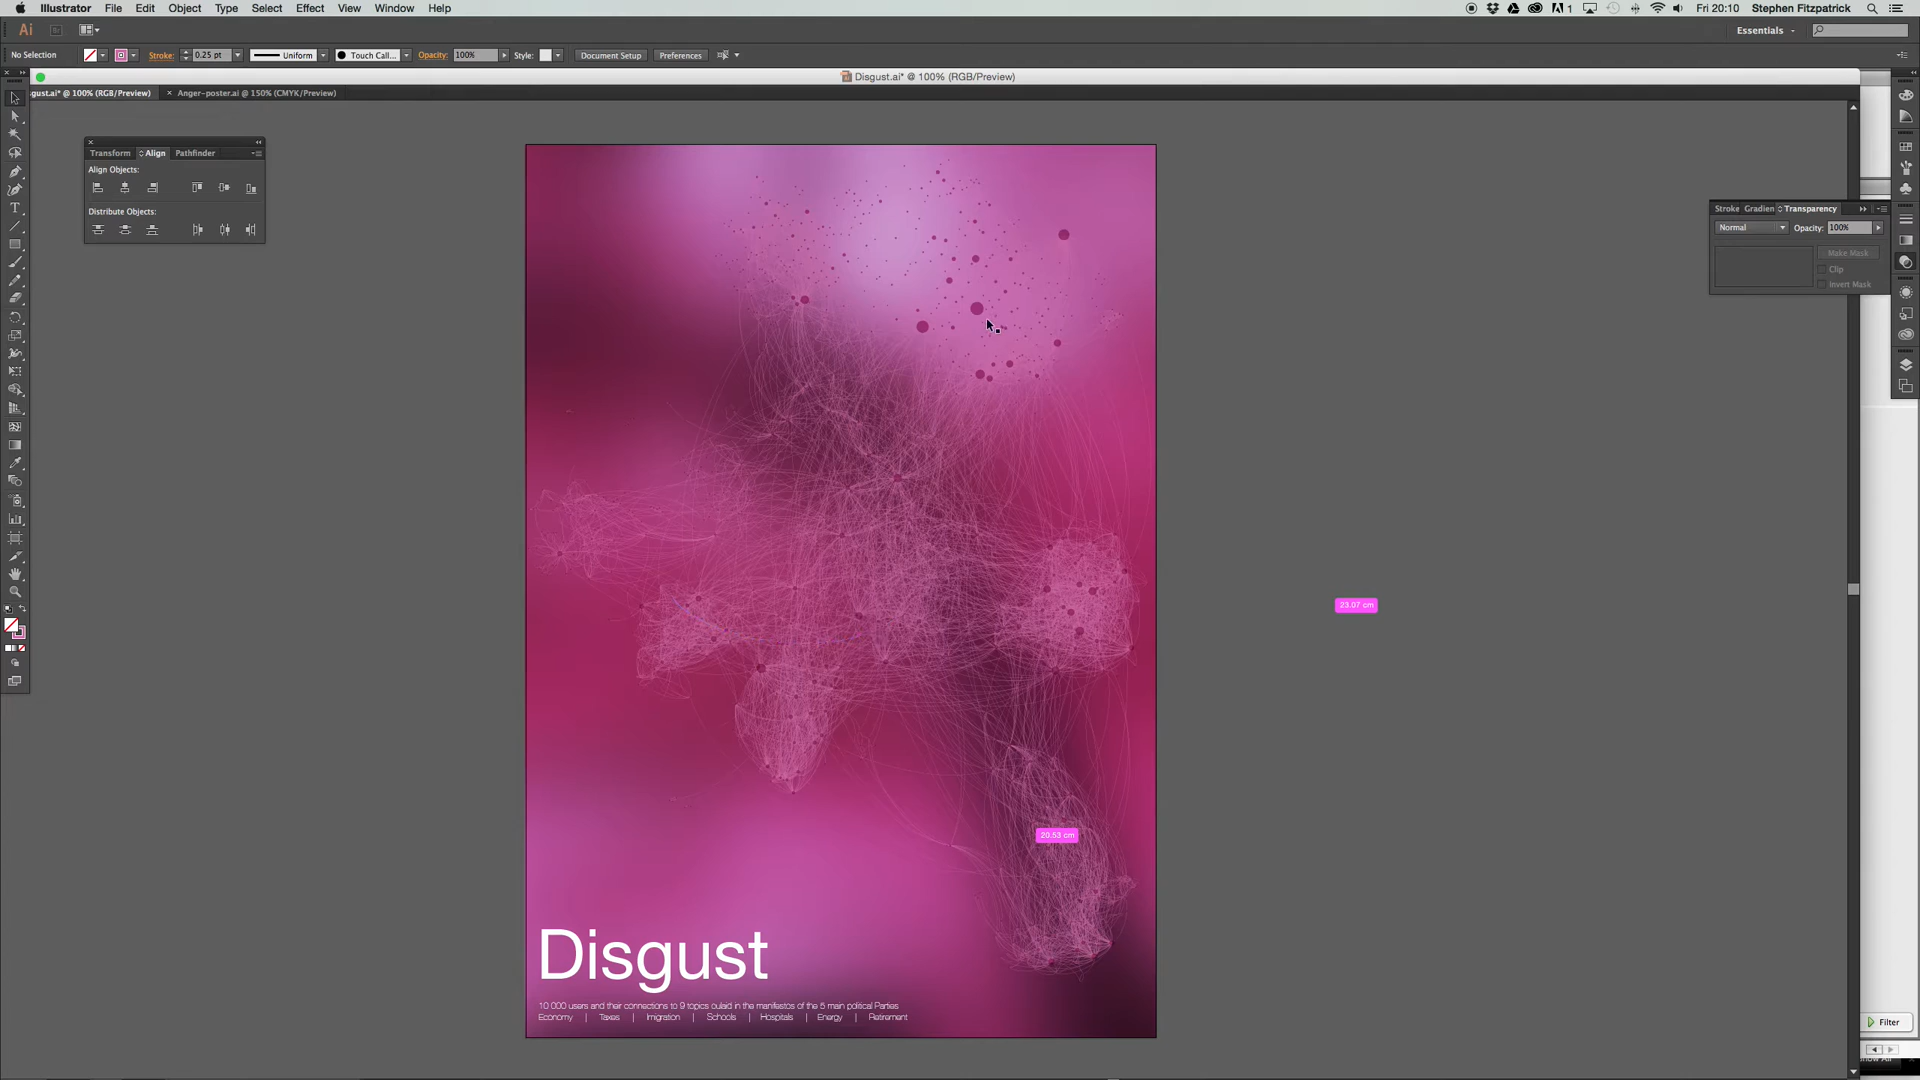 Illustrator File Edit Object Type Select Effect View Window Help
1 Fri 20:10 Stephen Fitzpatrick
Ai Br Essentials
No Selection Stroke: 0.25 pt Uniform Touch Call... Opacity: 100% Style: Document Setup Preferences
Disgust.ai* @ 100% (RGB/Preview)
sgust.ai* @ 100% (RGB/Preview) Anger-poster.ai @ 150% (CMYK/Preview)
Transform Align Pathfinder
Align Objects:
Distribute Objects:
Stroke Gradien Transparency
Normal Opacity: 100%
Make Mask
Clip
Invert Mask
23.07 cm
20.53 cm
Disgust
10 000 users and their connections to 9 topics oulaid in the manifestos of the 5 main political Parties
Economy | Taxes | Imigration | Schools | Hospitals | Energy | Retirement
Filter